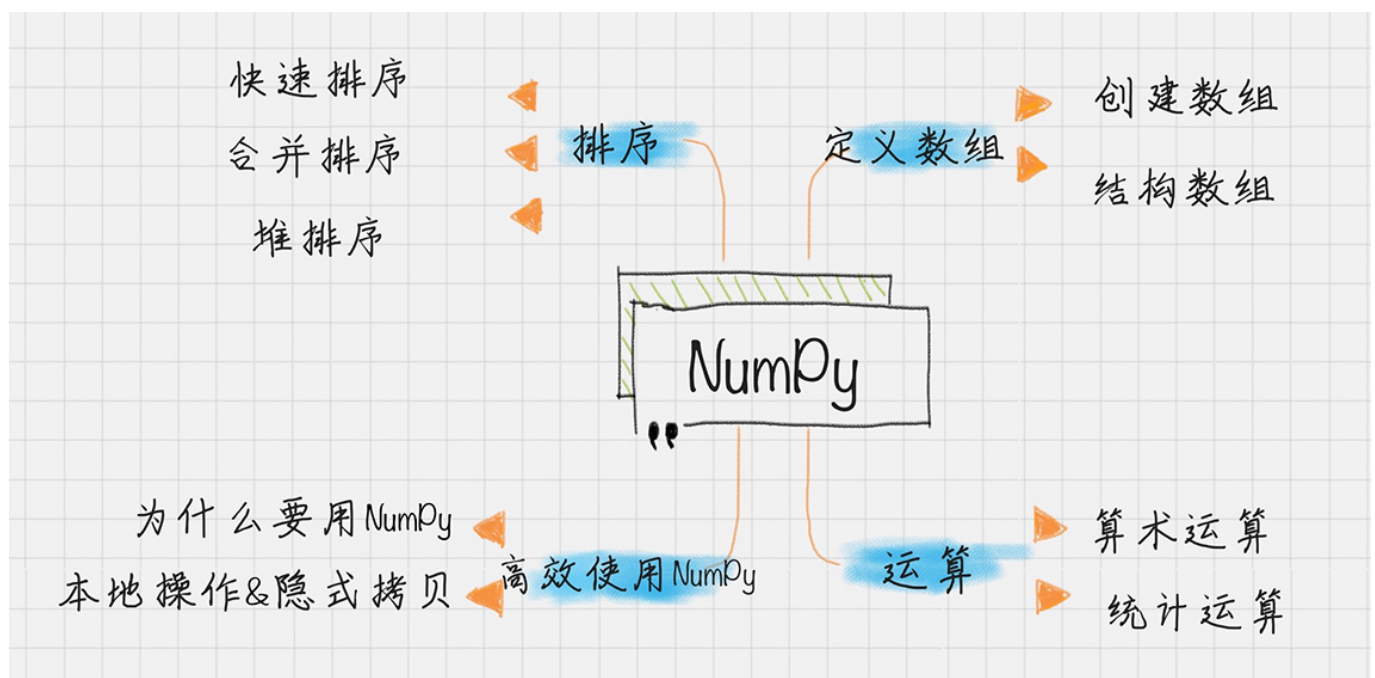 快速排序
合并排序
堆排序
排序
定义数组
创建数组
结构数组
NumPy
为什么要用NumPy
本地操作&隐式拷贝
高效使用NumPy
运算
算术运算
统计运算